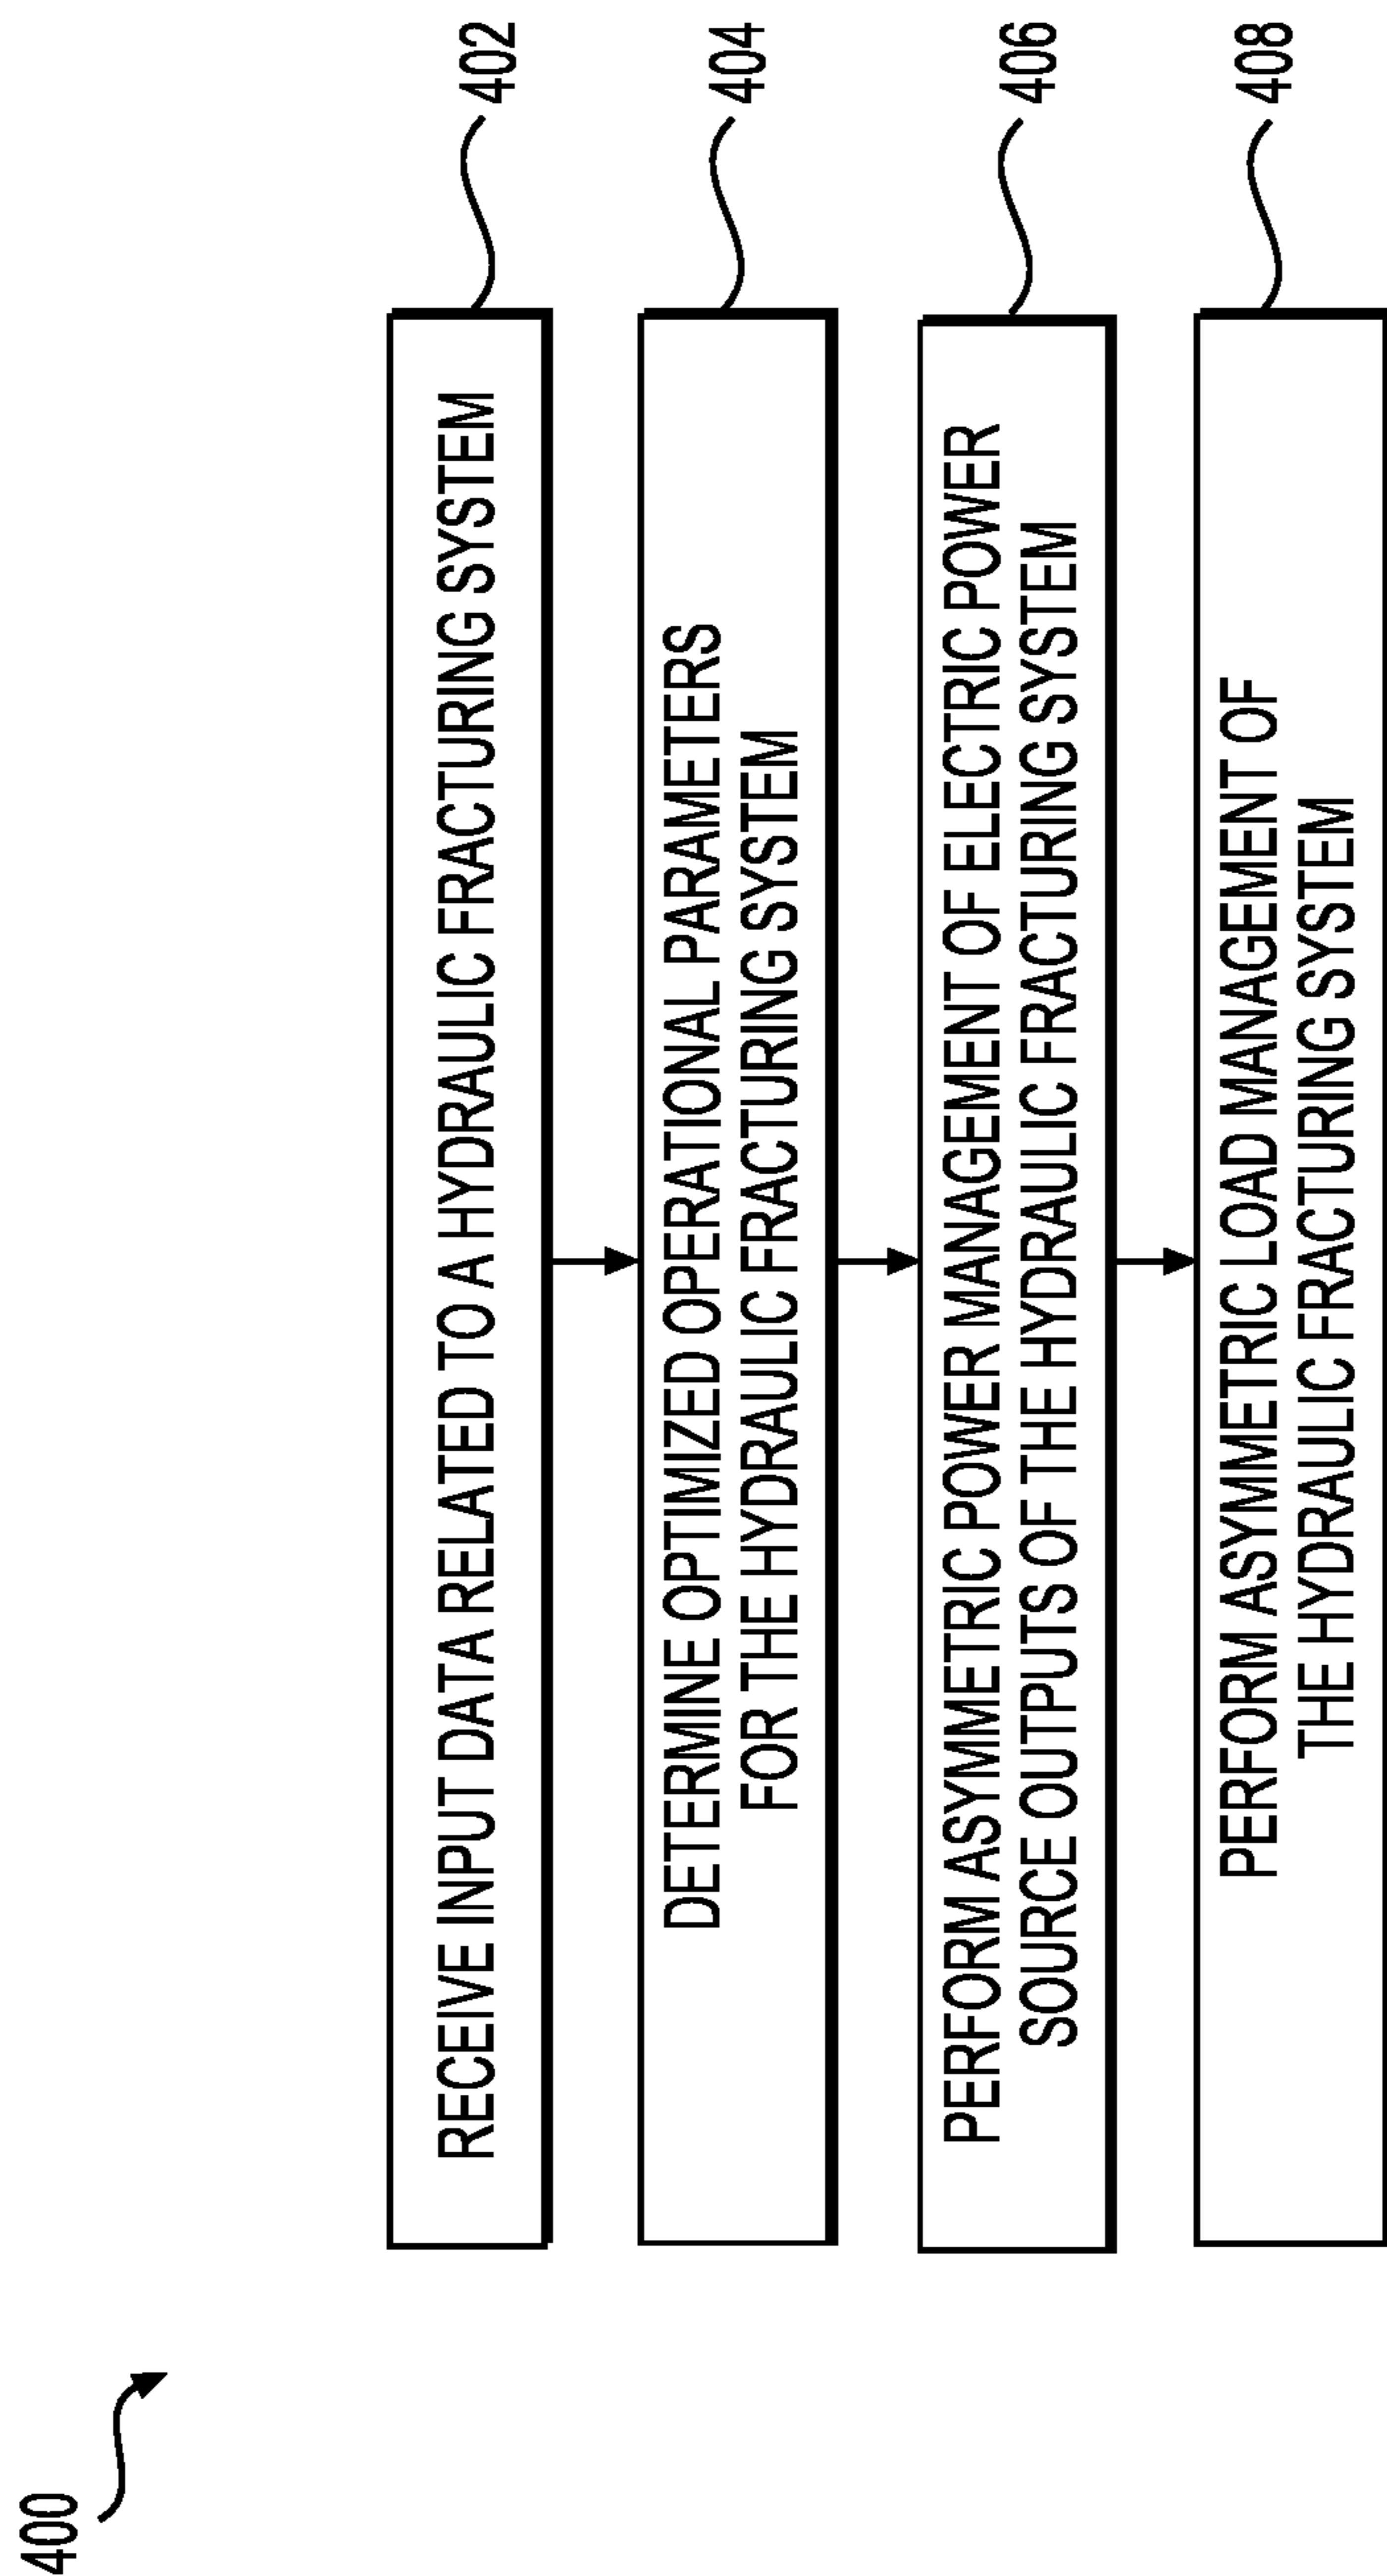 400
RECEIVE INPUT DATA RELATED TO A HYDRAULIC FRACTURING SYSTEM
402
DETERMINE OPTIMIZED OPERATIONAL PARAMETERS
FOR THE HYDRAULIC FRACTURING SYSTEM
404
PERFORM ASYMMETRIC POWER MANAGEMENT OF ELECTRIC POWER
SOURCE OUTPUTS OF THE HYDRAULIC FRACTURING SYSTEM
406
PERFORM ASYMMETRIC LOAD MANAGEMENT OF
THE HYDRAULIC FRACTURING SYSTEM
408